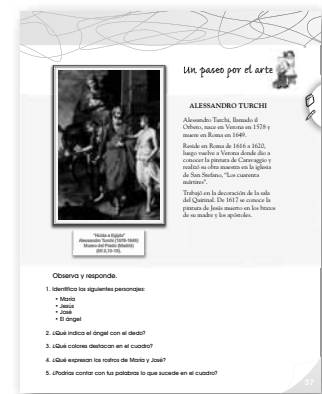 Un paseo por el arte
ALESSANDRO TURCHI
Alessandro Turchi, llamado il
Orbeto, nace en Verona en 1578 y
muere en Roma en 1649.
Reside en Roma de 1616 a 1620,
luego vuelve a Verona donde dio a
conocer la pintura de Caravaggio y
realizó su obra maestra en la iglesia
de San Stefano, "Los cuarenta
mártires".
Trabajó en la decoración de la sala
del Quirinal. De 1617 se conoce la
pintura de Jesús muerto en los brazos
de su madre y los apóstoles.
"Huida a Egipto"
Alessandro Turchi (1578-1649)
Museo del Prado (Madrid)
(Mt 2,13-15).
Observa y responde.
1. Identifica los siguientes personajes:
• María
• Jesús
• José
• El ángel
2. ¿Qué indica el ángel con el dedo?
3. ¿Qué colores destacan en el cuadro?
4. ¿Qué expresan los rostros de María y José?
5. ¿Podrías contar con tus palabras lo que sucede en el cuadro?
37